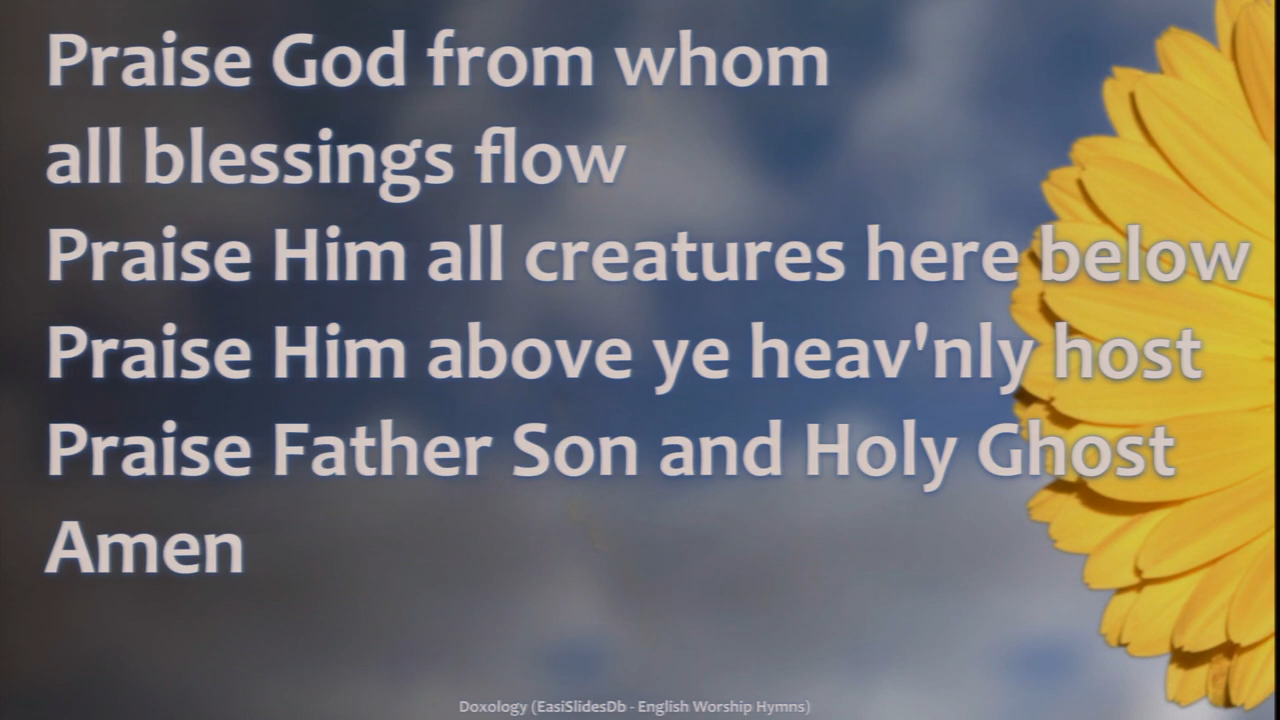 Praise God from whom
all blessings flow
Praise Him all creatures here below
Praise Him above ye heav'nly host
Praise Father Son and Holy Ghost
Amen
Doxology (EasiSlidesDb - English Worship Hymns)